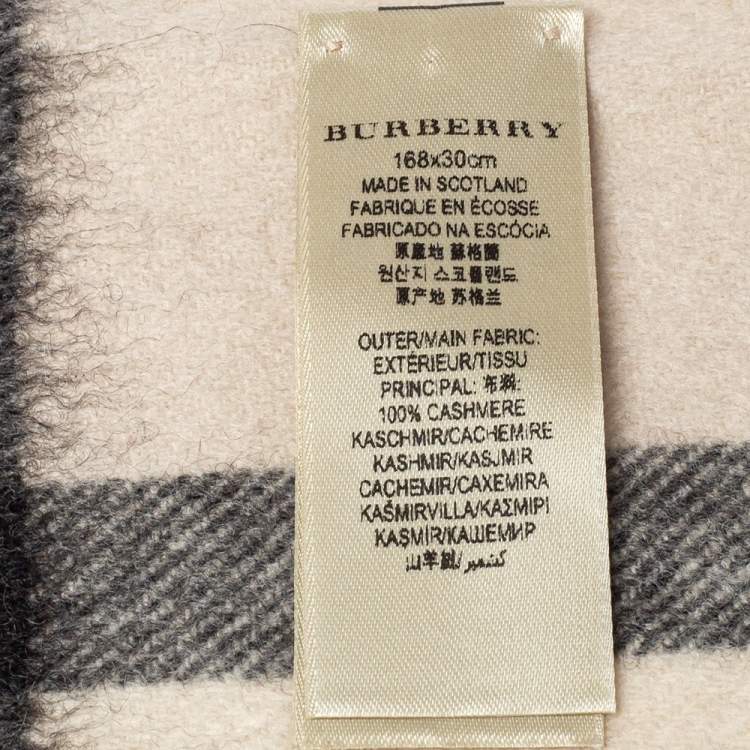 BURBERRY
168x30cm
MADE IN SCOTLAND
FABRIQUE EN ÉCOSSE
FABRICADO NA ESCÓCIA
原產地 蘇格蘭
원산지 스코틀랜드
原产地 苏格兰
OUTER/MAIN FABRIC:
EXTÉRIEUR/TISSU
PRINCIPAL: 布料:
100% CASHMERE
KASCHMIR/CACHEMIRE
KASHMIR/KASJMIR
CACHEMIR/CAXEMIRA
KAŠMIRVILLA/ΚΑΣΜΙΡΙ
KAŞMİR/КАШЕМИР
山羊絨/كشمير